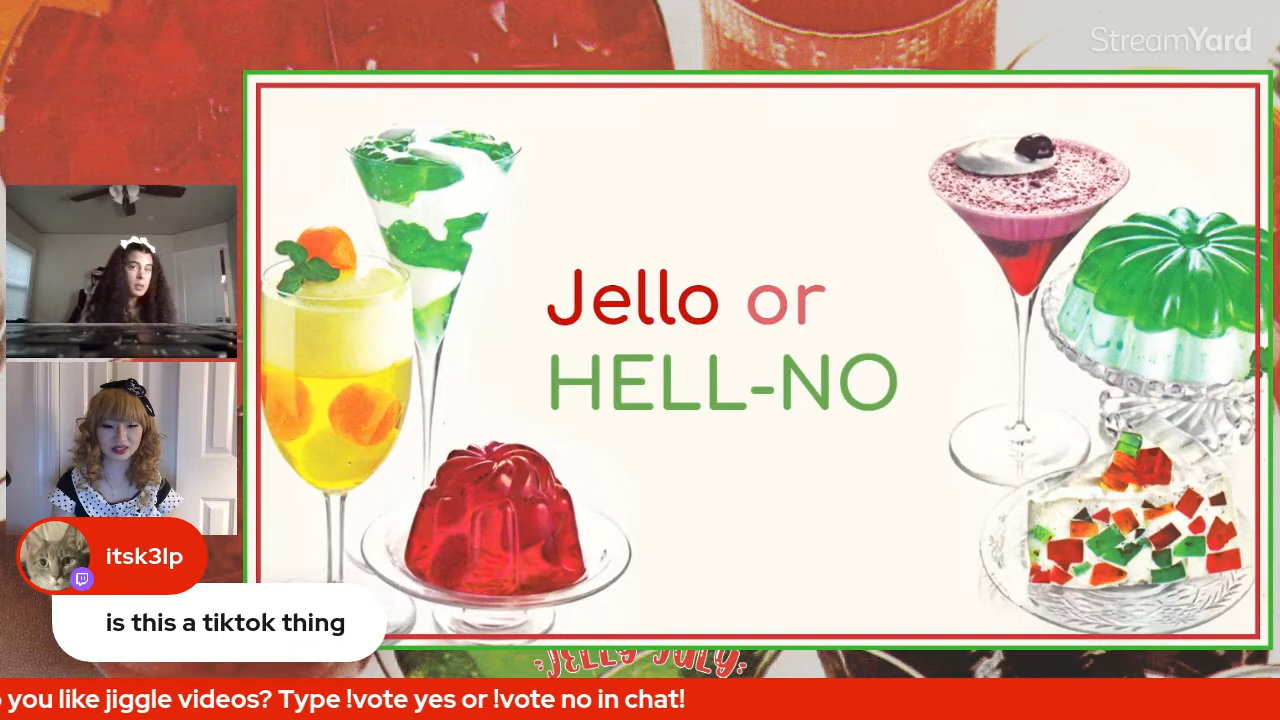 StreamYard
Jello or
HELL-NO
itsk3lp
is this a tiktok thing
JELLY JULY
you like jiggle videos? Type !vote yes or !vote no in chat!